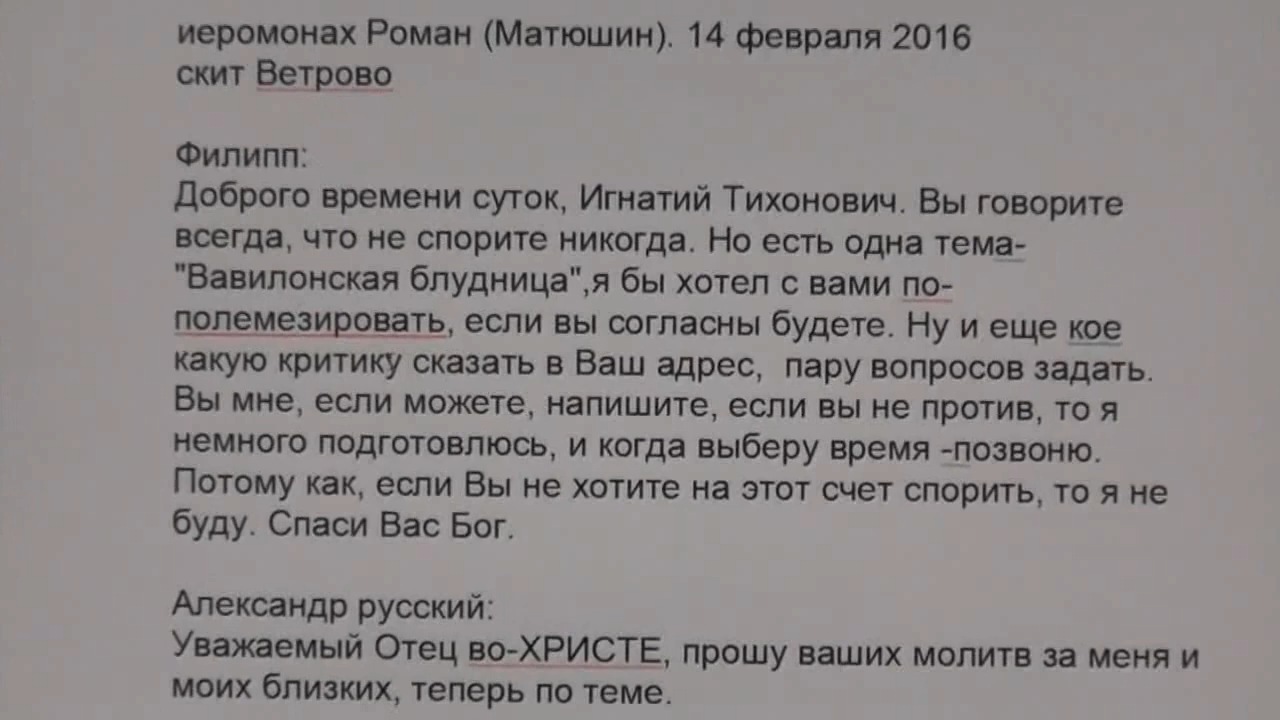 иеромонах Роман (Матюшин). 14 февраля 2016
скит Ветрово
Филипп:
Доброго времени суток, Игнатий Тихонович. Вы говорите
всегда, что не спорите никогда. Но есть одна тема-
"Вавилонская блудница",я бы хотел с вами по-
полемезировать, если вы согласны будете. Ну и еще кое
какую критику сказать в Ваш адрес,  пару вопросов задать.
Вы мне, если можете, напишите, если вы не против, то я
немного подготовлюсь, и когда выберу время -позвоню.
Потому как, если Вы не хотите на этот счет спорить, то я не
буду. Спаси Вас Бог.
Александр русский:
Уважаемый Отец во-ХРИСТЕ, прошу ваших молитв за меня и
моих близких, теперь по теме.